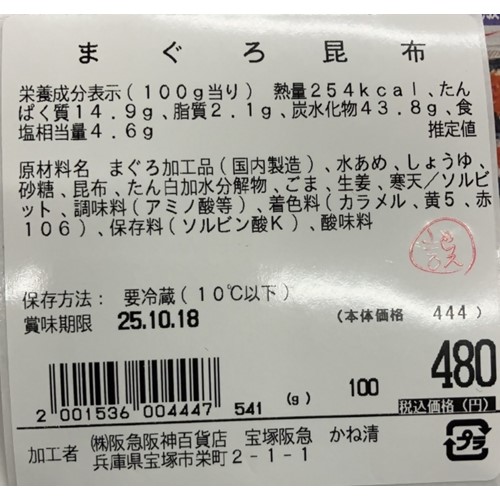 まぐろ昆布
栄養成分表示(100g当り) 熱量254kcal、たん
ぱく質14.9g、脂質2.1g、炭水化物43.8g、食
塩相当量4.6g 推定値
原材料名 まぐろ加工品(国内製造)、水あめ、しょうゆ、
砂糖、昆布、たん白加水分解物、ごま、生姜、寒天/ソルビ
ット、調味料(アミノ酸等)、着色料(カラメル、黄5、赤
106)、保存料(ソルビン酸K)、酸味料
保存方法: 要冷蔵(10℃以下)
賞味期限 25.10.18 (本体価格 444)
480
541 (g) 100
税込価格(円)
2 001536 004447
プラ
加工者 ㈱阪急阪神百貨店 宝塚阪急 かね清
兵庫県宝塚市栄町2-1-1